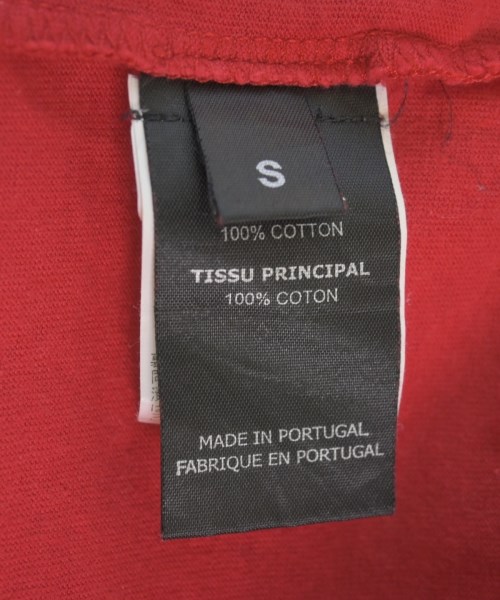 S
100% COTTON
TISSU PRINCIPAL
100% COTON
MADE IN PORTUGAL
FABRIQUE EN PORTUGAL